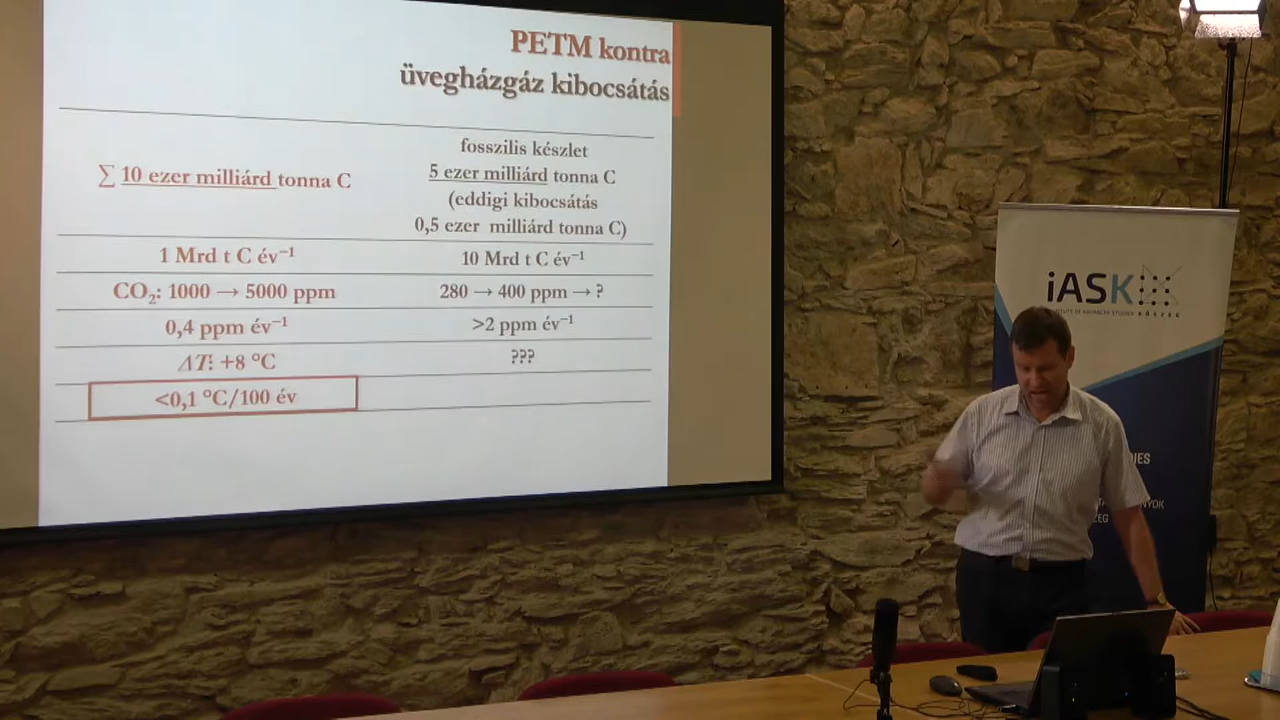 PETM kontra
üvegházgáz kibocsátás
∑ 10 ezer milliárd tonna C
fosszilis készlet
5 ezer milliárd tonna C
(eddigi kibocsátás
0,5 ezer milliárd tonna C)
1 Mrd t C év⁻¹
10 Mrd t C év⁻¹
CO₂: 1000 → 5000 ppm
280 → 400 ppm → ?
0,4 ppm év⁻¹
>2 ppm év⁻¹
ΔT: +8 °C
???
<0,1 °C/100 év
iASK
KŐSZEG